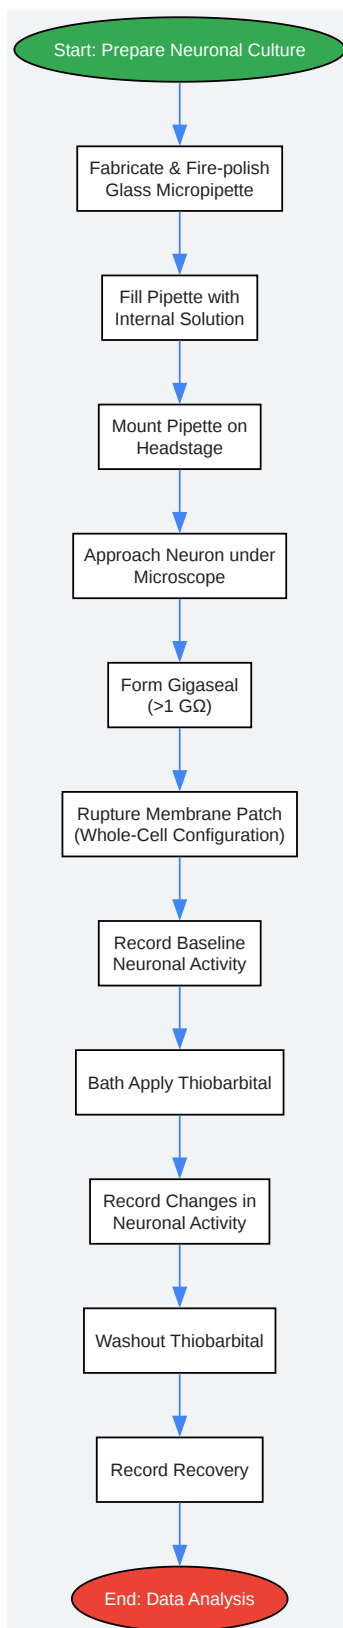 Start: Prepare Neuronal Culture
Fabricate & Fire-polish
Glass Micropipette
Fill Pipette with
Internal Solution
Mount Pipette on
Headstage
Approach Neuron under
Microscope
Form Gigaseal
(>1 GΩ)
Rupture Membrane Patch
(Whole-Cell Configuration)
Record Baseline
Neuronal Activity
Bath Apply Thiobarbital
Record Changes in
Neuronal Activity
Washout Thiobarbital
Record Recovery
End: Data Analysis